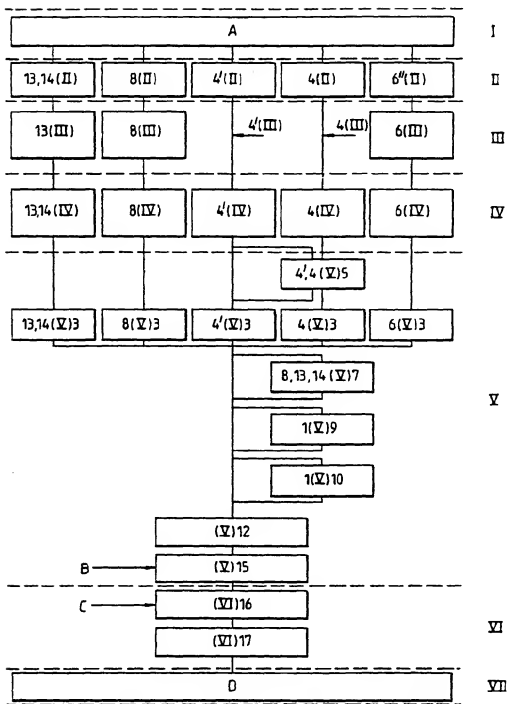 A I
13,14(II) 8(II) 4'(II) 4(II) 6"(II) II
4'(III) 4(III)
13(III) 8(III) 6(III) III
13,14(IV) 8(IV) 4'(IV) 4(IV) 6(IV) IV
4',4(V)5
13,14(V)3 8(V)3 4'(V)3 4(V)3 6(V)3
8,13,14(V)7
V
1(V)9
1(V)10
(V)12
B (V)15
C (VI)16
VI
(VI)17
D VII